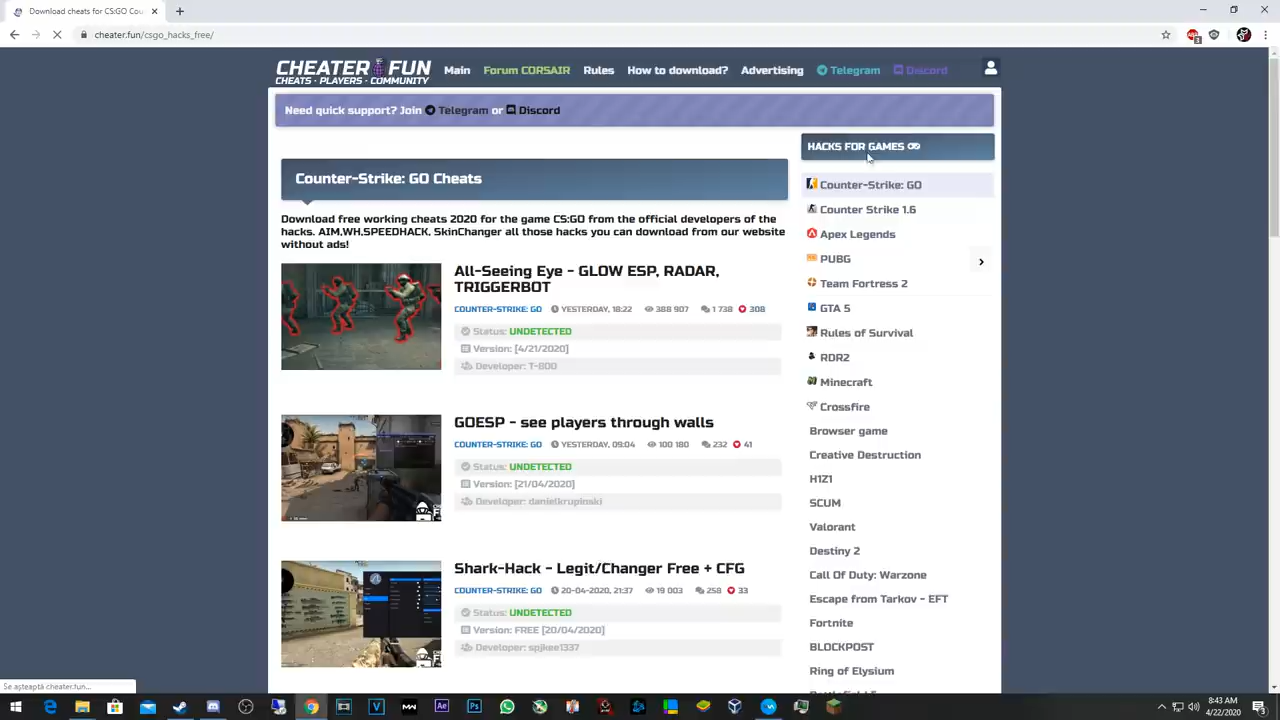 Download cheats for CS:GO Cou
cheater.fun/csgo_hacks_free/
3
CHEATER FUN
CHEATS · PLAYERS · COMMUNITY
Main Forum CORSAIR Rules How to download? Advertising Telegram Discord
Need quick support? Join Telegram or Discord
HACKS FOR GAMES
Counter-Strike: GO Cheats
Download free working cheats 2020 for the game CS:GO from the official developers of the
hacks. AIM,WH,SPEEDHACK, SkinChanger all those hacks you can download from our website
without ads!
All-Seeing Eye - GLOW ESP, RADAR,
TRIGGERBOT
COUNTER-STRIKE: GO YESTERDAY, 18:22 388 907 1 738 308
Status: UNDETECTED
Version: [4/21/2020]
Developer: T-800
GOESP - see players through walls
COUNTER-STRIKE: GO YESTERDAY, 09:04 100 180 232 41
Status: UNDETECTED
Version: [21/04/2020]
Developer: danielkrupinski
Shark-Hack - Legit/Changer Free + CFG
COUNTER-STRIKE: GO 20-04-2020, 21:37 19 003 258 33
Status: UNDETECTED
Version: FREE [20/04/2020]
Developer: spjkee1337
Counter-Strike: GO
Counter Strike 1.6
Apex Legends
PUBG
Team Fortress 2
GTA 5
Rules of Survival
RDR2
Minecraft
Crossfire
Browser game
Creative Destruction
H1Z1
SCUM
Valorant
Destiny 2
Call Of Duty: Warzone
Escape from Tarkov - EFT
Fortnite
BLOCKPOST
Ring of Elysium
Se așteaptă cheater.fun...
8:43 AM
4/22/2020